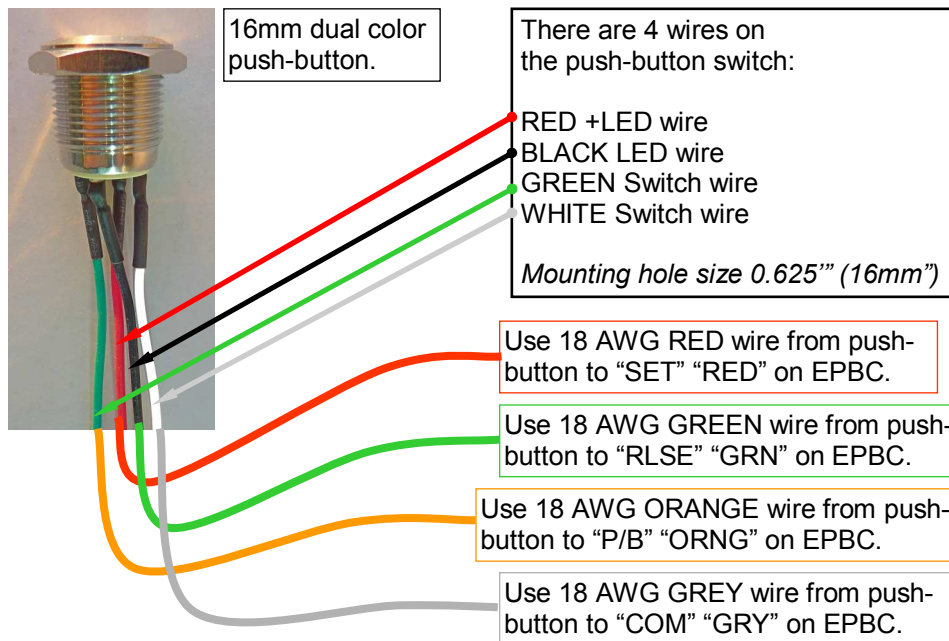 16mm dual color
push-button.
There are 4 wires on
the push-button switch:
RED +LED wire
BLACK LED wire
GREEN Switch wire
WHITE Switch wire
Mounting hole size 0.625’” (16mm”)
Use 18 AWG RED wire from push-
button to “SET” “RED” on EPBC.
Use 18 AWG GREEN wire from push-
button to “RLSE” “GRN” on EPBC.
Use 18 AWG ORANGE wire from push-
button to “P/B” “ORNG” on EPBC.
Use 18 AWG GREY wire from push-
button to “COM” “GRY” on EPBC.